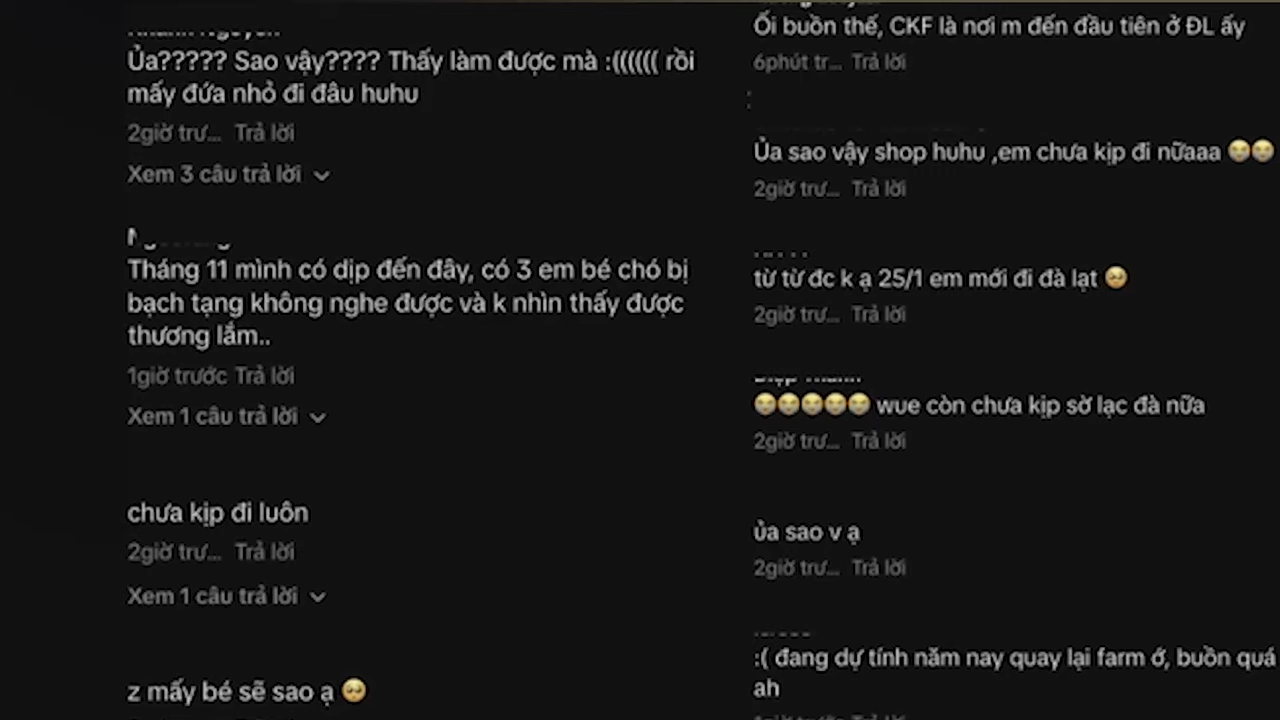 Ủa????? Sao vậy???? Thấy làm được mà :(((((( rồi
mấy đứa nhỏ đi đâu huhu
2giờ trư... Trả lời
Xem 3 câu trả lời
Tháng 11 mình có dịp đến đây, có 3 em bé chó bị
bạch tạng không nghe được và k nhìn thấy được
thương lắm..
1giờ trước Trả lời
Xem 1 câu trả lời
chưa kịp đi luôn
2giờ trư... Trả lời
Xem 1 câu trả lời
z mấy bé sẽ sao ạ 🥺
Ối buồn thế, CKF là nơi m đến đầu tiên ở ĐL ấy
6phút tr... Trả lời
Ủa sao vậy shop huhu ,em chưa kịp đi nữaaa 😭😭
2giờ trư... Trả lời
từ từ đc k ạ 25/1 em mới đi đà lạt 🥺
2giờ trư... Trả lời
😭😭😭😭😭 wue còn chưa kịp sờ lạc đà nữa
2giờ trư... Trả lời
ủa sao v ạ
2giờ trư... Trả lời
:( đang dự tính năm nay quay lại farm ớ, buồn quá
ah